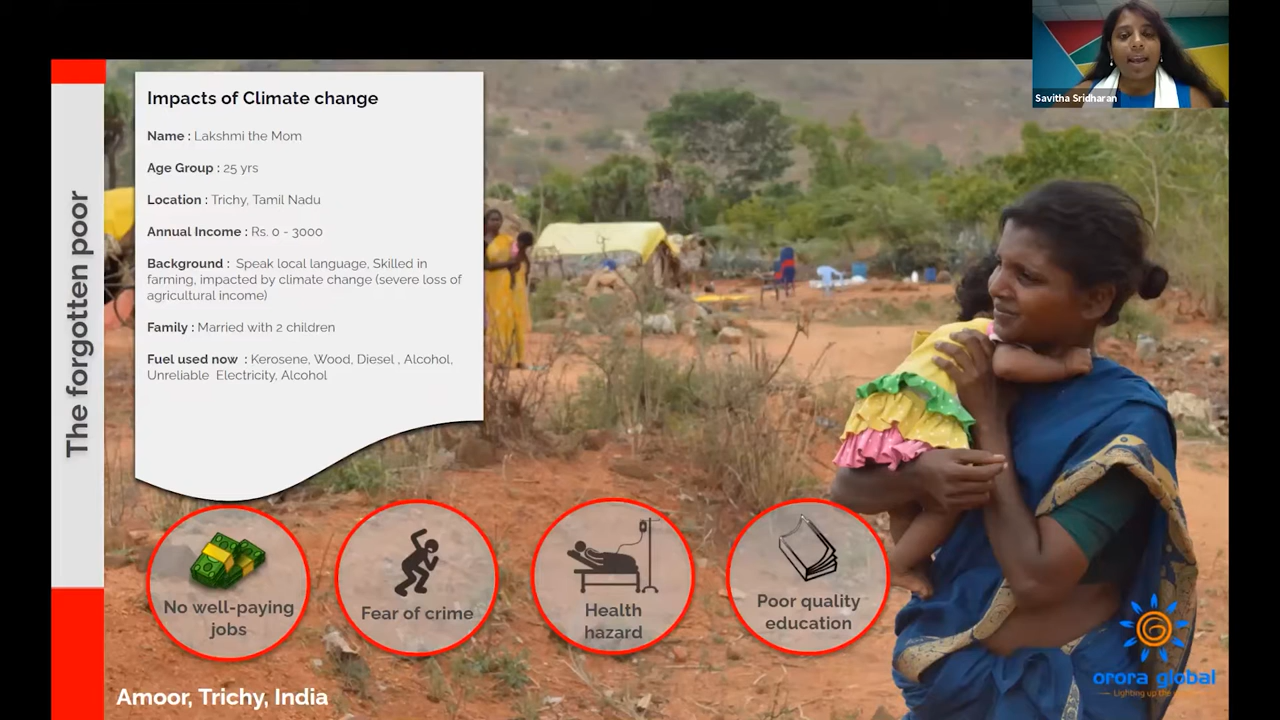 Savitha Sridharan
The forgotten poor
Impacts of Climate change
Name : Lakshmi the Mom
Age Group : 25 yrs
Location : Trichy, Tamil Nadu
Annual Income : Rs. 0 - 3000
Background : Speak local language, Skilled in
farming, impacted by climate change (severe loss of
agricultural income)
Family : Married with 2 children
Fuel used now : Kerosene, Wood, Diesel , Alcohol,
Unreliable Electricity, Alcohol
No well-paying
jobs
Fear of crime
Health
hazard
Poor quality
education
Amoor, Trichy, India
orora global
Lighting up the